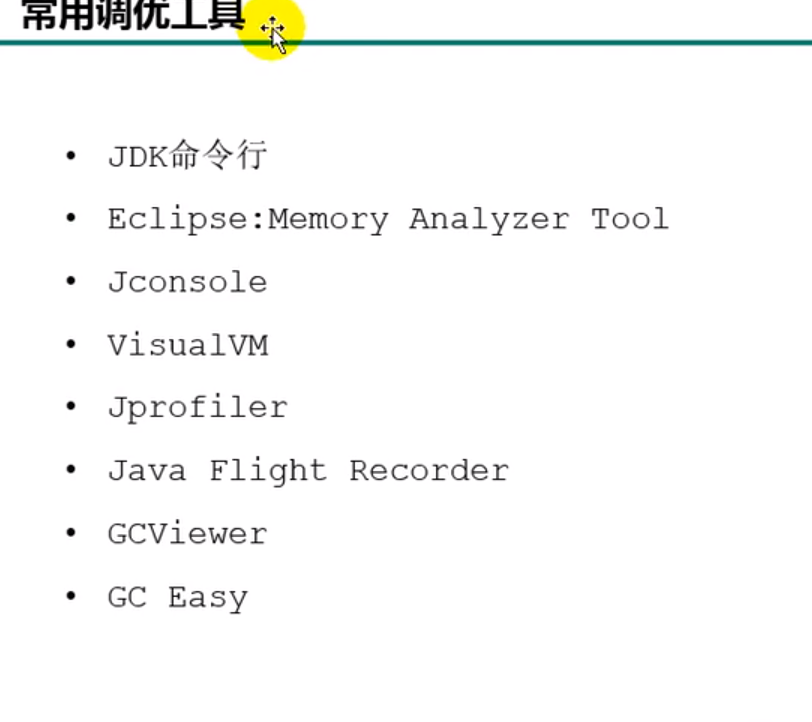 常用调优工具
• JDK命令行
• Eclipse:Memory Analyzer Tool
• Jconsole
• VisualVM
• Jprofiler
• Java Flight Recorder
• GCViewer
• GC Easy